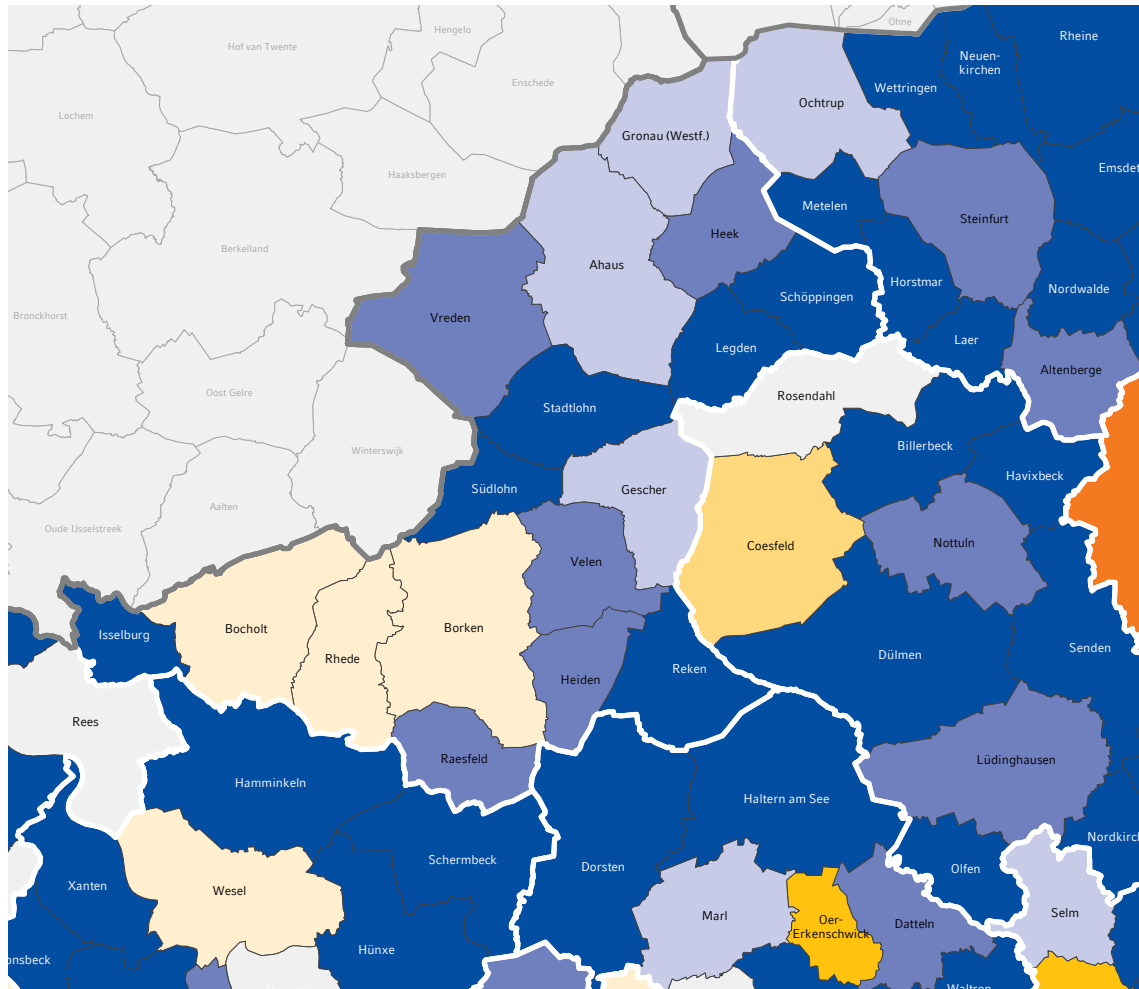 Ohne
Hengelo
Rheine
Hof van Twente
Neuen-
kirchen
Enschede
Wettringen
Ochtrup
Lochem
Gronau (Westf.)
Emsdet
Haaksbergen
Metelen
Steinfurt
Heek
Berkelland
Ahaus
Horstmar
Nordwalde
Schöppingen
Bronckhorst
Vreden
Laer
Legden
Altenberge
Oost Gelre
Rosendahl
Stadtlohn
Billerbeck
Winterswijk
Havixbeck
Südlohn
Gescher
Aalten
Oude IJsselstreek
Coesfeld
Nottuln
Velen
Isselburg
Bocholt
Borken
Senden
Rhede
Dülmen
Reken
Heiden
Rees
Raesfeld
Lüdinghausen
Hamminkeln
Haltern am See
Nordkirch
Schermbeck
Dorsten
Olfen
Xanten
Wesel
Selm
Marl
Oer-
Erkenschwick
Datteln
Hünxe
onsbeck
Waltrop